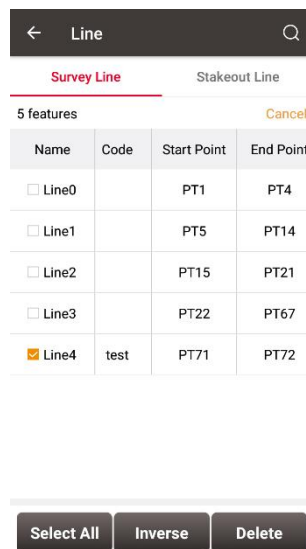 Line
Survey Line Stakeout Line
5 features Cancel
Name Code Start Point End Point
Line0 PT1 PT4
Line1 PT5 PT14
Line2 PT15 PT21
Line3 PT22 PT67
Line4 test PT71 PT72
Select All Inverse Delete